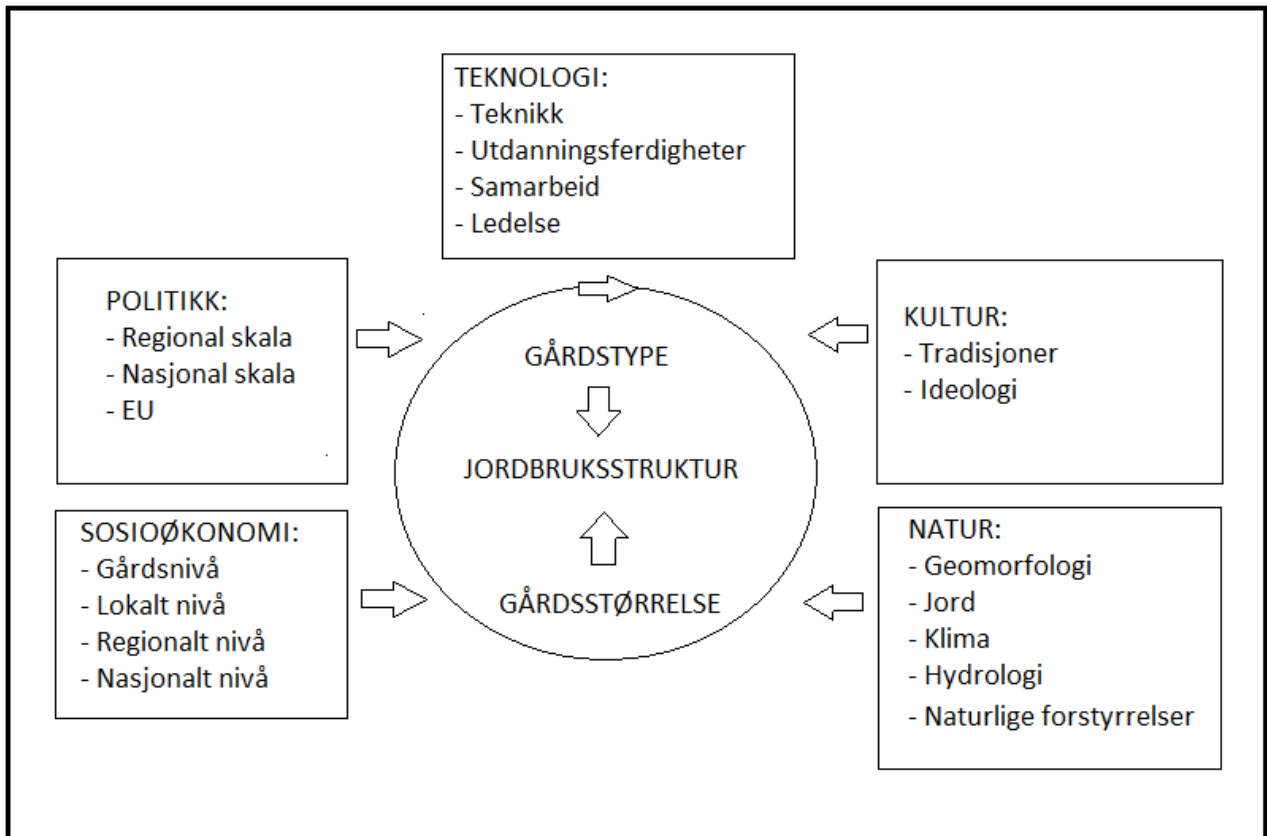 TEKNOLOGI:
- Teknikk
- Utdanningsferdigheter
- Samarbeid
- Ledelse
POLITIKK:
- Regional skala
- Nasjonal skala
- EU
KULTUR:
- Tradisjoner
- Ideologi
GÅRDSTYPE
JORDBRUKSSTRUKTUR
GÅRDSSTØRRELSE
SOSIOØKONOMI:
- Gårdsnivå
- Lokalt nivå
- Regionalt nivå
- Nasjonalt nivå
NATUR:
- Geomorfologi
- Jord
- Klima
- Hydrologi
- Naturlige forstyrrelser